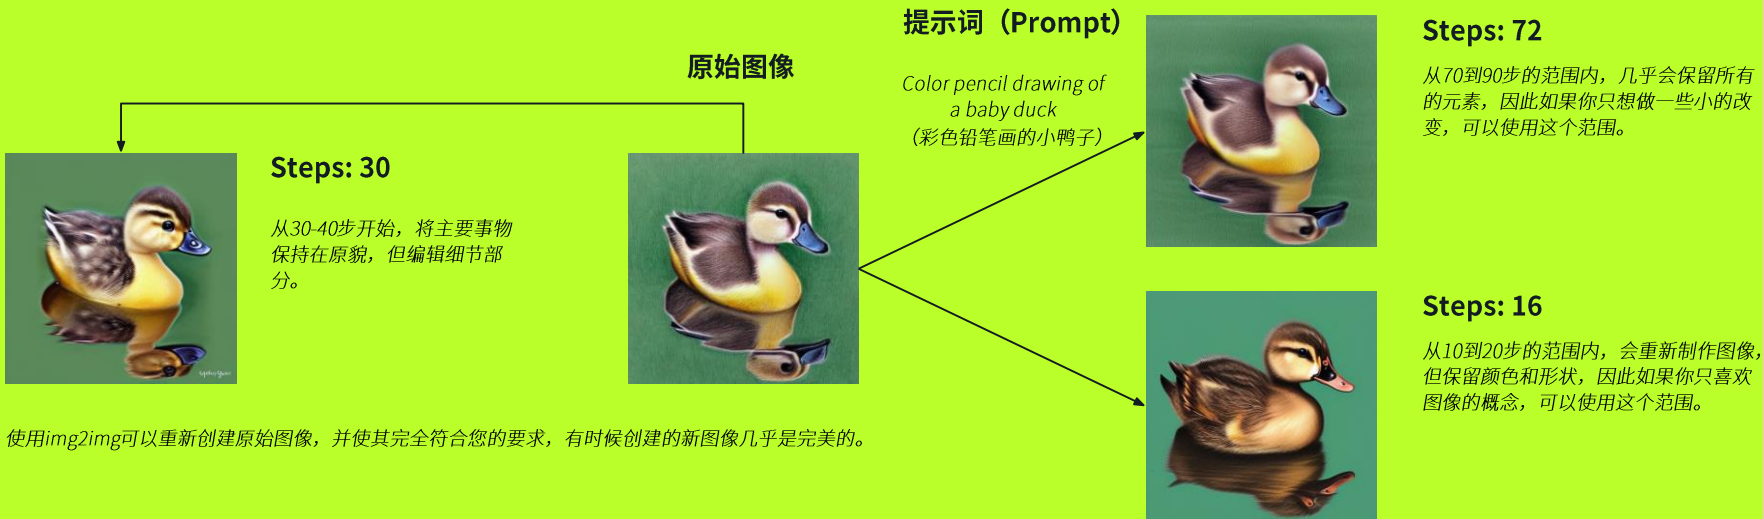 原始图像
Steps: 30
从30-40步开始，将主要事物
保持在原貌，但编辑细节部
分。
使用img2img可以重新创建原始图像，并使其完全符合您的要求，有时候创建的新图像几乎是完美的。
提示词（Prompt）
Color pencil drawing of
a baby duck
（彩色铅笔画的小鸭子）
Steps: 72
从70到90步的范围内，几乎会保留所有
的元素，因此如果你只想做一些小的改
变，可以使用这个范围。
Steps: 16
从10到20步的范围内，会重新制作图像，
但保留颜色和形状，因此如果你只喜欢
图像的概念，可以使用这个范围。